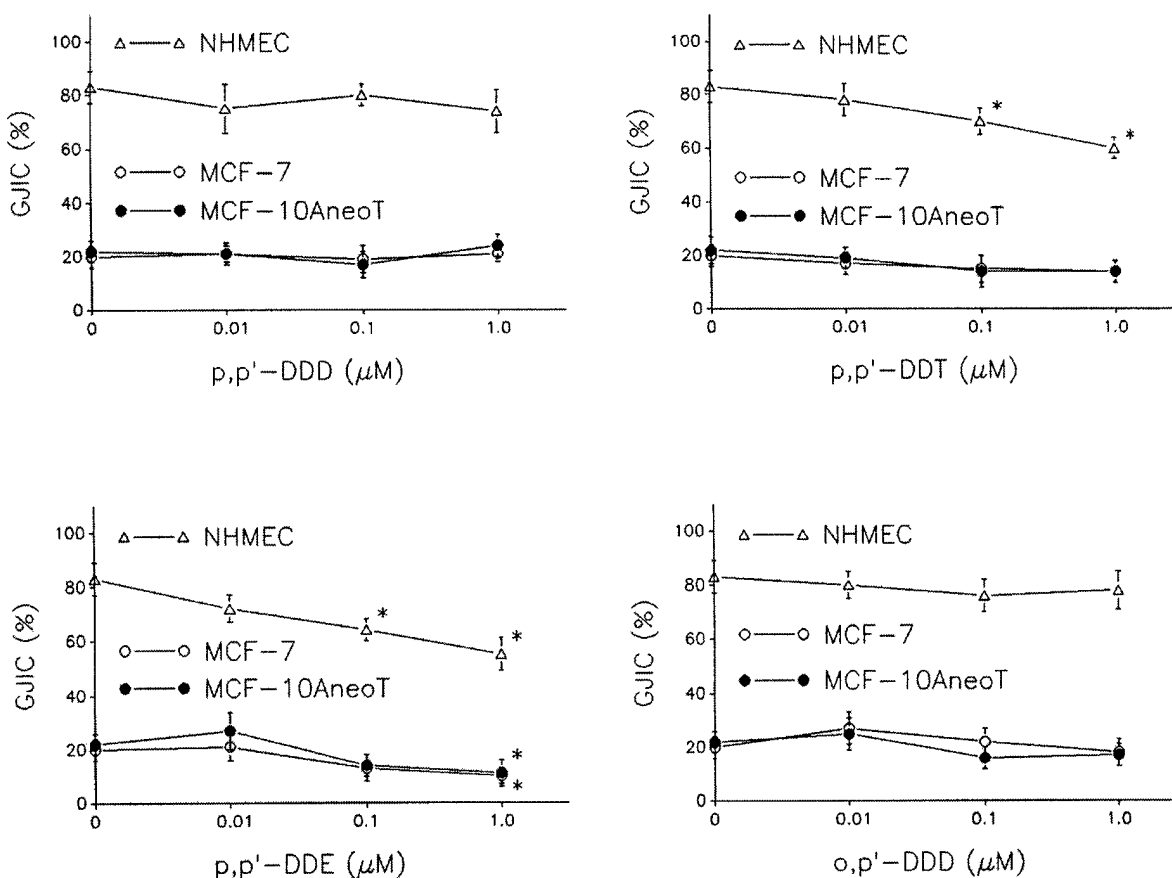 100
80
60
40
20
0
GJIC (%)
NHMEC
MCF-7
MCF-10AneoT
0 0.01 0.1 1.0
p,p'-DDD (μM)
100
80
60
40
20
0
GJIC (%)
NHMEC
*
*
MCF-7
MCF-10AneoT
0 0.01 0.1 1.0
p,p'-DDT (μM)
100
80
60
40
20
0
GJIC (%)
NHMEC
*
*
MCF-7
MCF-10AneoT
*
*
0 0.01 0.1 1.0
p,p'-DDE (μM)
100
80
60
40
20
0
GJIC (%)
NHMEC
MCF-7
MCF-10AneoT
0 0.01 0.1 1.0
o,p'-DDD (μM)